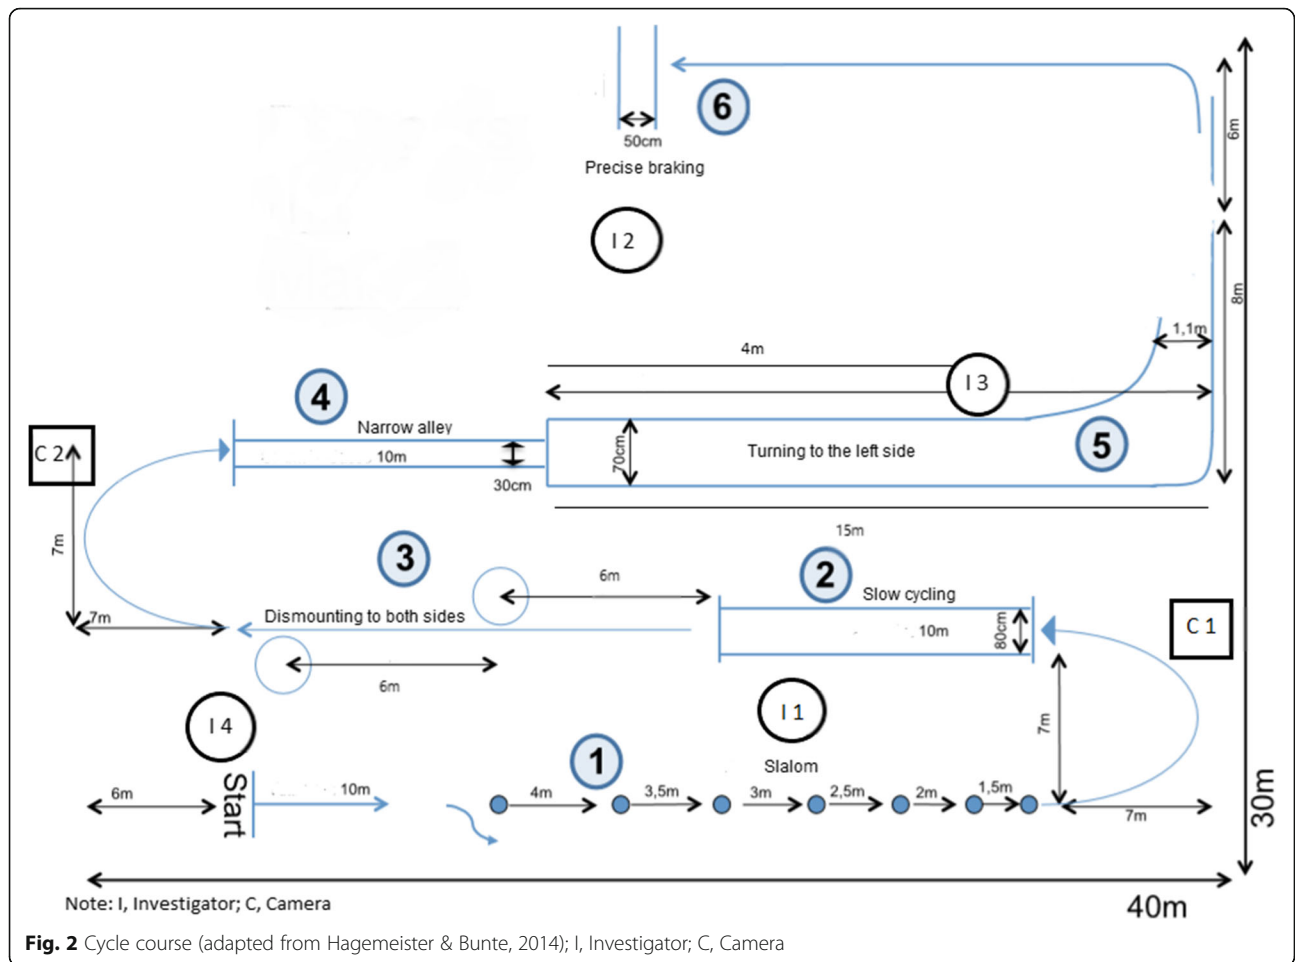 6
50cm
Precise braking
6m
I 2
8m
1,1m
4m
I 3
4
Narrow alley
C 2
10m
30cm
70cm
Turning to the left side
5
15m
7m
3
6m
2
Slow cycling
7m
Dismounting to both sides
10m
80cm
C 1
6m
I 4
I 1
7m
1
Slalom
6m
Start
10m
4m
3,5m
3m
2,5m
2m
1,5m
7m
30m
40m
Note: I, Investigator; C, Camera
Fig. 2 Cycle course (adapted from Hagemeister & Bunte, 2014); I, Investigator; C, Camera